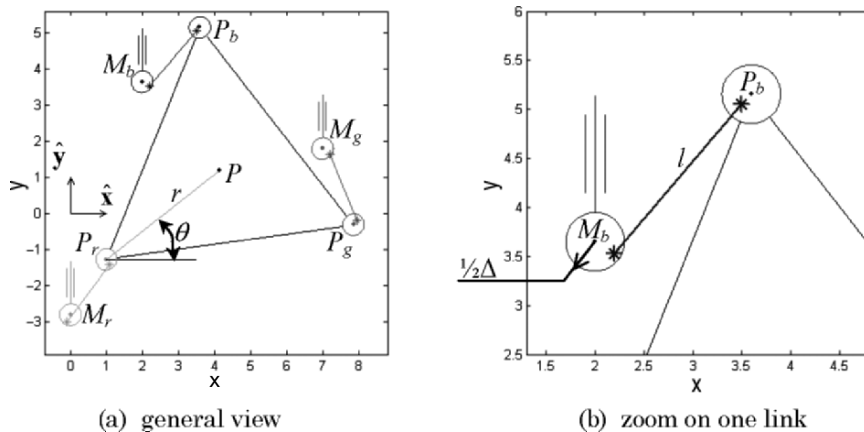 5
4
3
2
1
0
−1
−2
−3
y
0 1 2 3 4 5 6 7 8
x
ŷ
x̂
P_b
M_b
M_g
r
P
P_r
θ
P_g
M_r
(a) general view
6
5.5
5
4.5
4
3.5
3
2.5
y
1.5 2 2.5 3 3.5 4 4.5
x
P_b
l
M_b
½Δ
(b) zoom on one link